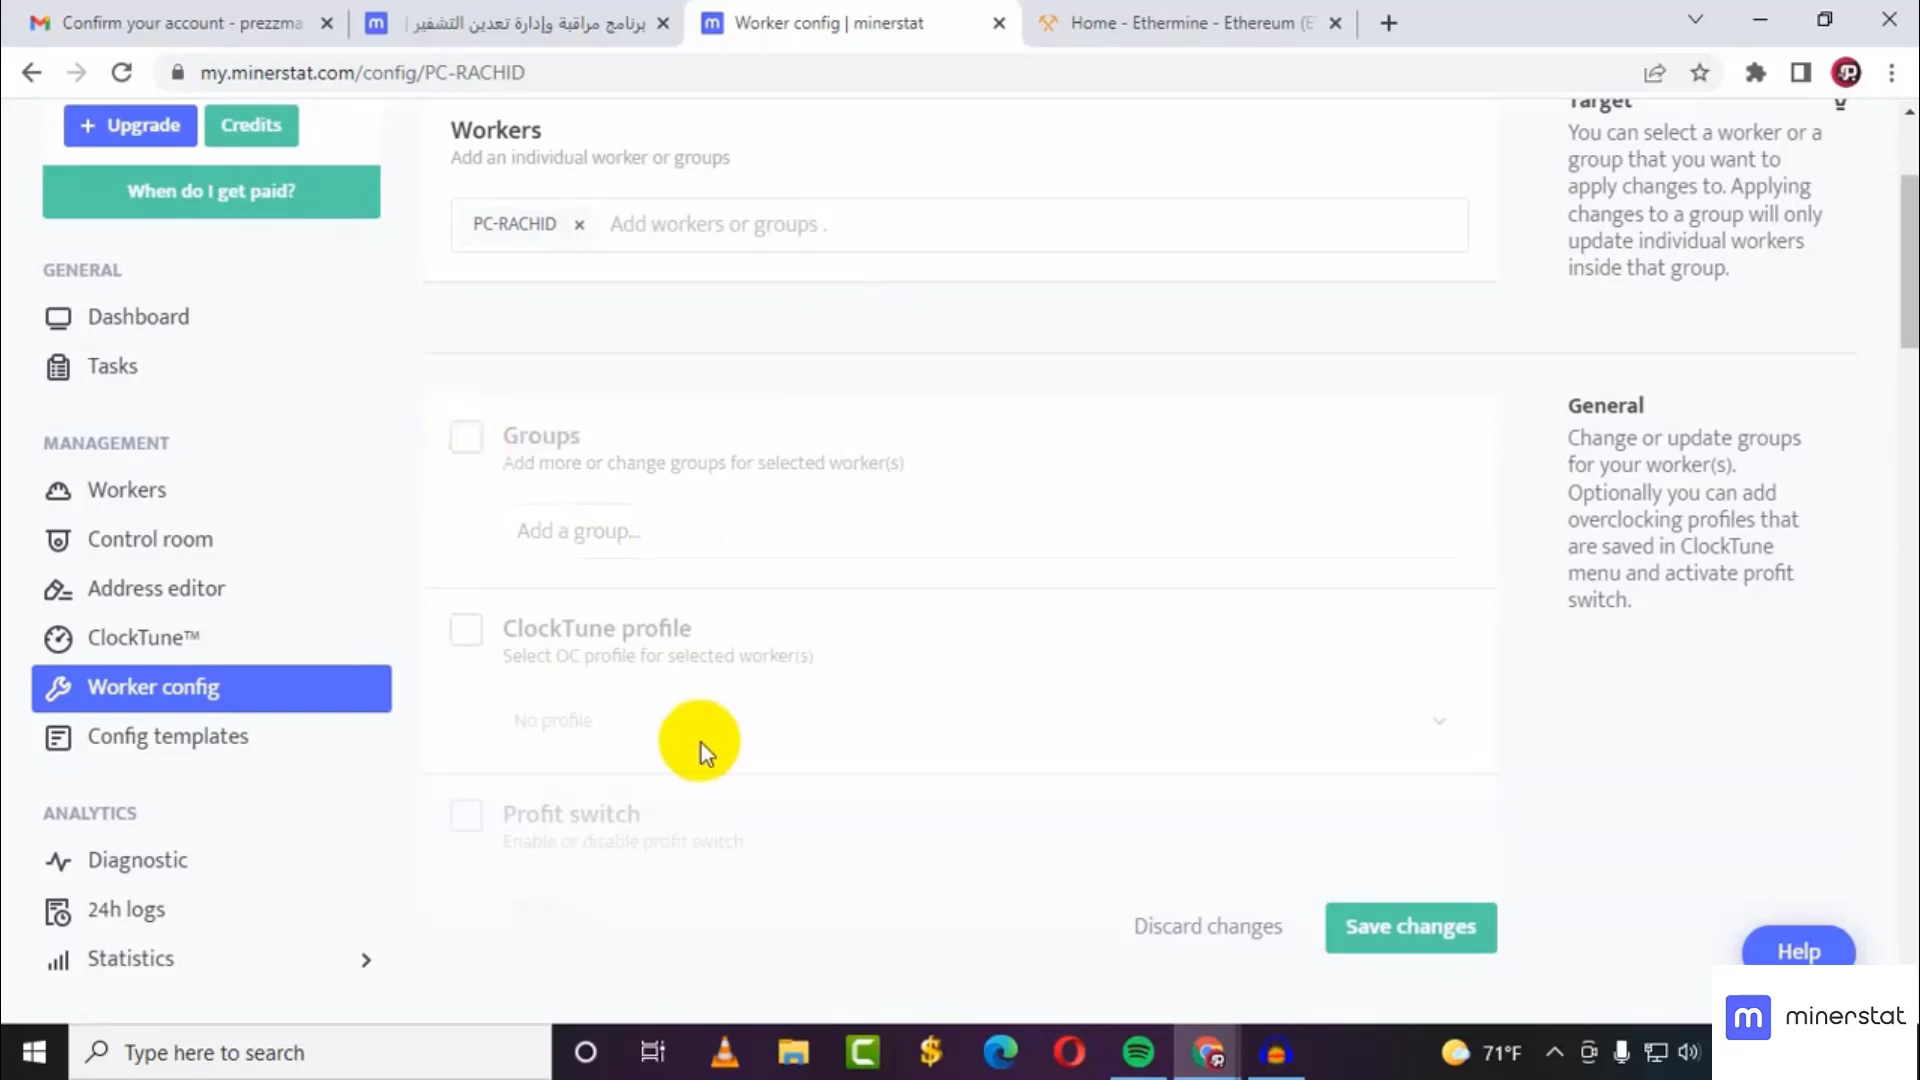 Confirm your account - prezzma
برنامج مراقبة وإدارة تعدين التشفير |
Worker config | minerstat
Home - Ethermine - Ethereum (E
my.minerstat.com/config/PC-RACHID
+ Upgrade
Credits
When do I get paid?
GENERAL
Dashboard
Tasks
MANAGEMENT
Workers
Control room
Address editor
ClockTune™
Worker config
Config templates
ANALYTICS
Diagnostic
24h logs
Statistics
Workers
Add an individual worker or groups
PC-RACHID × Add workers or groups .
Groups
Add more or change groups for selected worker(s)
Add a group...
ClockTune profile
Select OC profile for selected worker(s)
No profile
Profit switch
Enable or disable profit switch
Discard changes
Save changes
Target
You can select a worker or a
group that you want to
apply changes to. Applying
changes to a group will only
update individual workers
inside that group.
General
Change or update groups
for your worker(s).
Optionally you can add
overclocking profiles that
are saved in ClockTune
menu and activate profit
switch.
Help
m minerstat
Type here to search
71°F